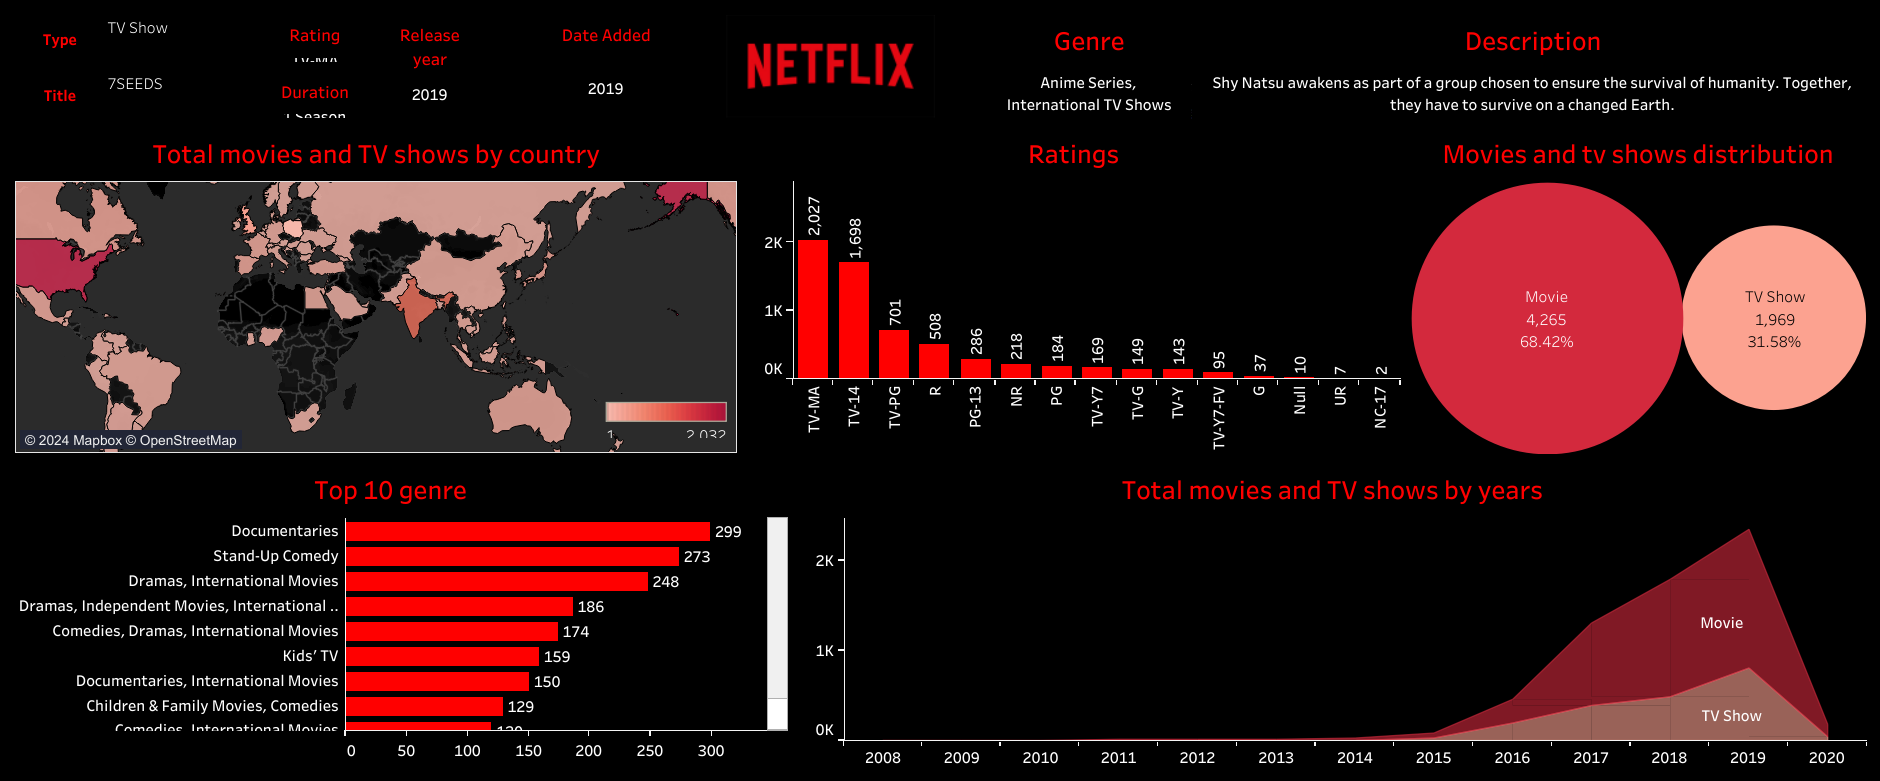 Type
TV Show
Title
7SEEDS
Rating
TV-MA
Duration
1 Season
Release
year
2019
Date Added
2019
NETFLIX
Genre
Anime Series,
International TV Shows
Description
Shy Natsu awakens as part of a group chosen to ensure the survival of humanity. Together,
they have to survive on a changed Earth.
Total movies and TV shows by country
© 2024 Mapbox © OpenStreetMap
1
2,032
Ratings
2K
1K
0K
2,027
1,698
701
508
286
218
184
169
149
143
95
37
10
7
2
TV-MA
TV-14
TV-PG
R
PG-13
NR
PG
TV-Y7
TV-G
TV-Y
TV-Y7-FV
G
Null
UR
NC-17
Movies and tv shows distribution
Movie
4,265
68.42%
TV Show
1,969
31.58%
Top 10 genre
Documentaries
299
Stand-Up Comedy
273
Dramas, International Movies
248
Dramas, Independent Movies, International ..
186
Comedies, Dramas, International Movies
174
Kids' TV
159
Documentaries, International Movies
150
Children & Family Movies, Comedies
129
Comedies, International Movies
0
50
100
150
200
250
300
Total movies and TV shows by years
2K
1K
0K
Movie
TV Show
2008
2009
2010
2011
2012
2013
2014
2015
2016
2017
2018
2019
2020